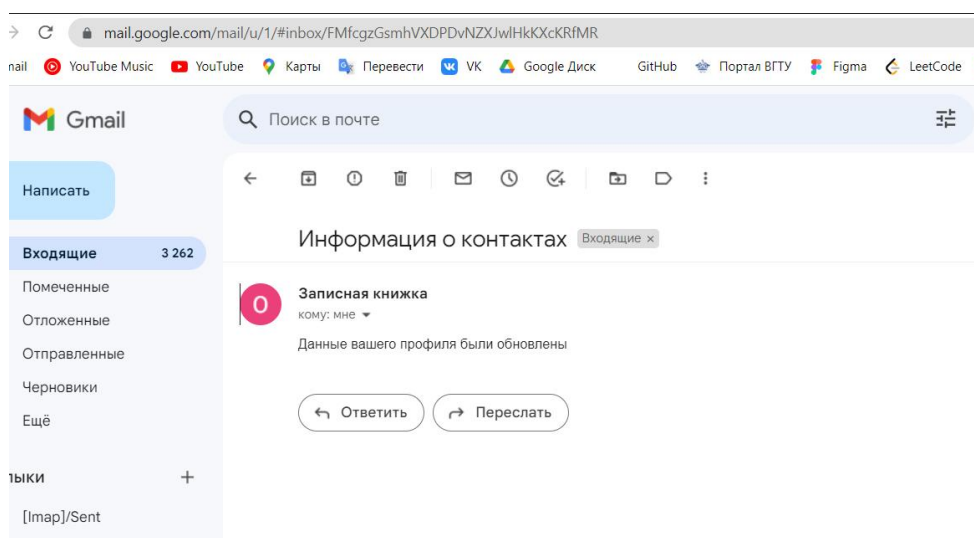 mail.google.com/mail/u/1/#inbox/FMfcgzGsmhVXDPDvNZXJwlHkKXcKRfMR
YouTube Music YouTube Карты Перевести VK Google Диск GitHub Портал ВГТУ Figma LeetCode
Gmail
Поиск в почте
Написать
Информация о контактах Входящие ×
Входящие 3 262
Помеченные
Отложенные
Отправленные
Черновики
Ещё
Записная книжка
кому: мне
Данные вашего профиля были обновлены
Ответить Переслать
[Imap]/Sent